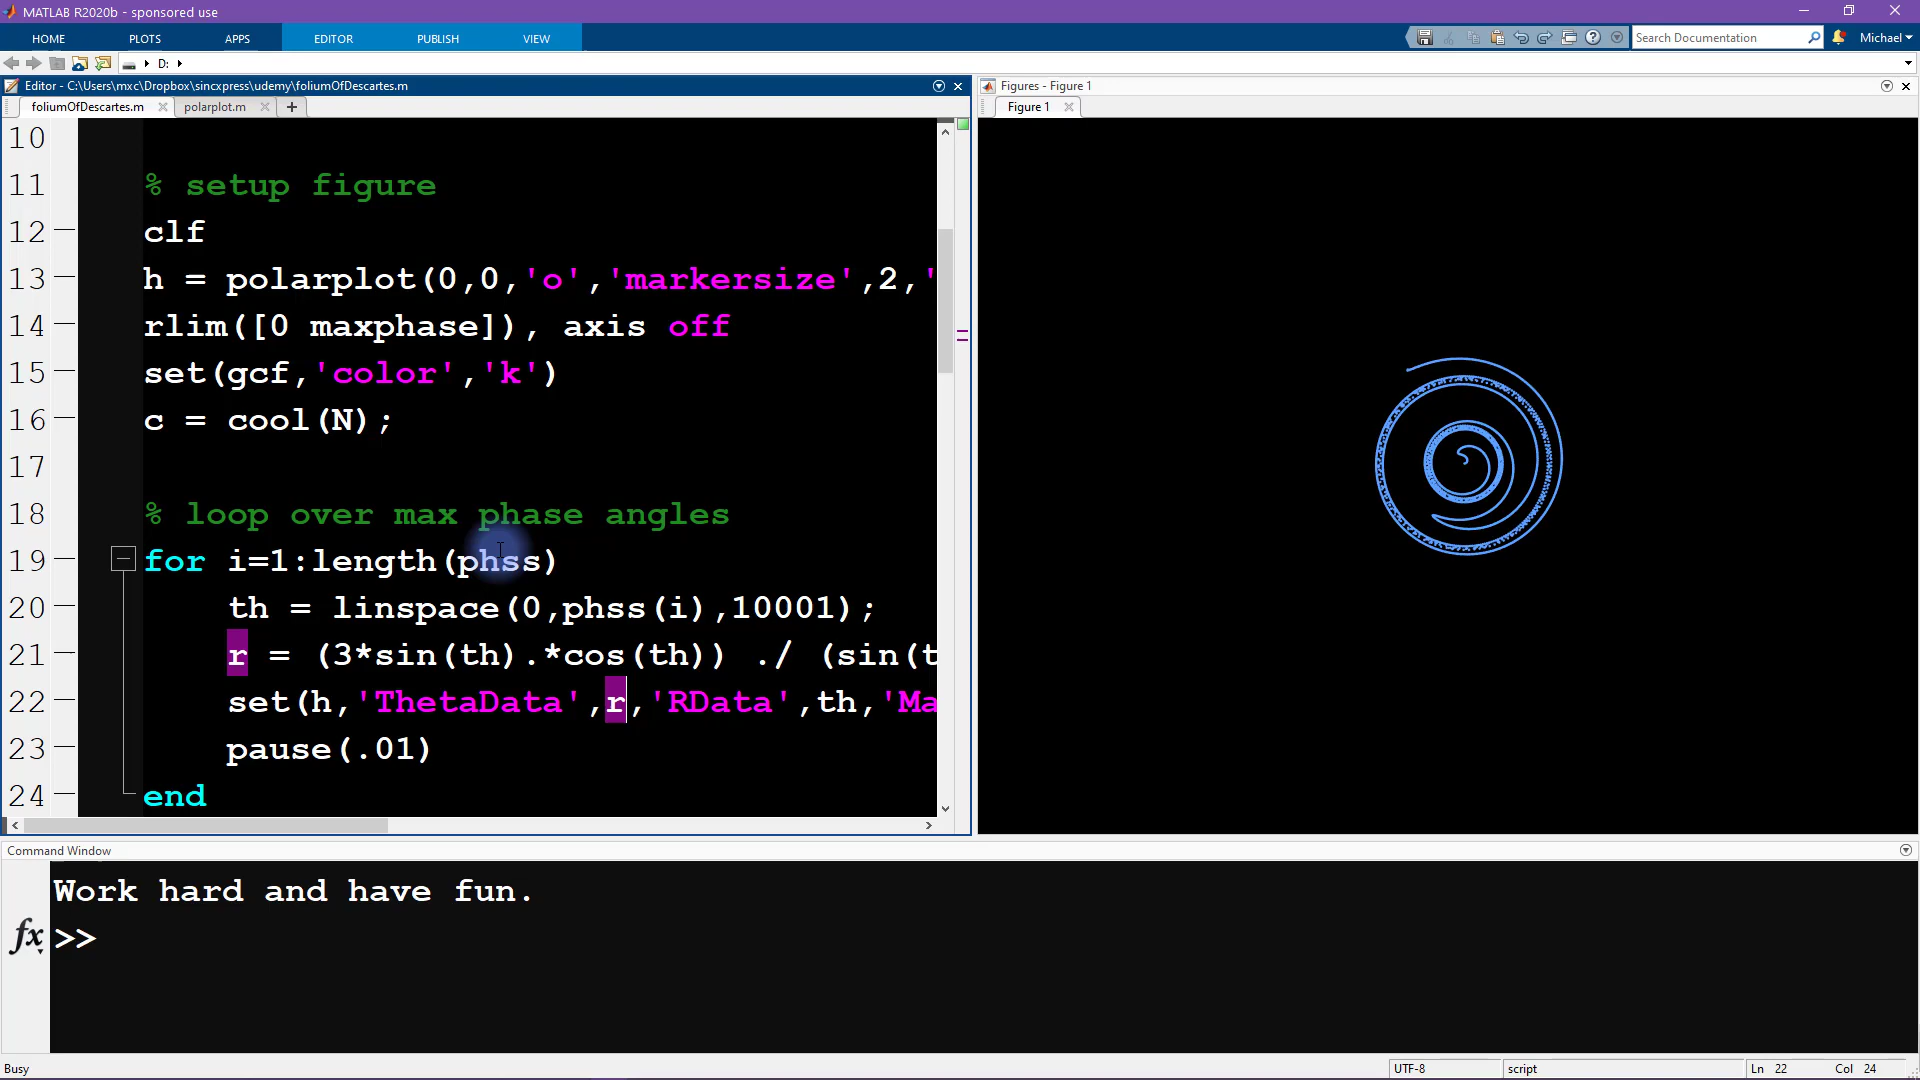 MATLAB R2020b - sponsored use
HOME PLOTS APPS EDITOR PUBLISH VIEW
Search Documentation
Michael
D:
Editor - C:\Users\mxc\Dropbox\sincxpress\udemy\foliumOfDescartes.m
foliumOfDescartes.m polarplot.m
10
11 % setup figure
12 clf
13 h = polarplot(0,0,'o','markersize',2,'
14 rlim([0 maxphase]), axis off
15 set(gcf,'color','k')
16 c = cool(N);
17
18 % loop over max phase angles
19 for i=1:length(phss)
20 th = linspace(0,phss(i),10001);
21 r = (3*sin(th).*cos(th)) ./ (sin(t
22 set(h,'ThetaData',r,'RData',th,'Ma
23 pause(.01)
24 end
Figures - Figure 1
Figure 1
Command Window
Work hard and have fun.
fx >>
Busy
UTF-8
script
Ln 22 Col 24